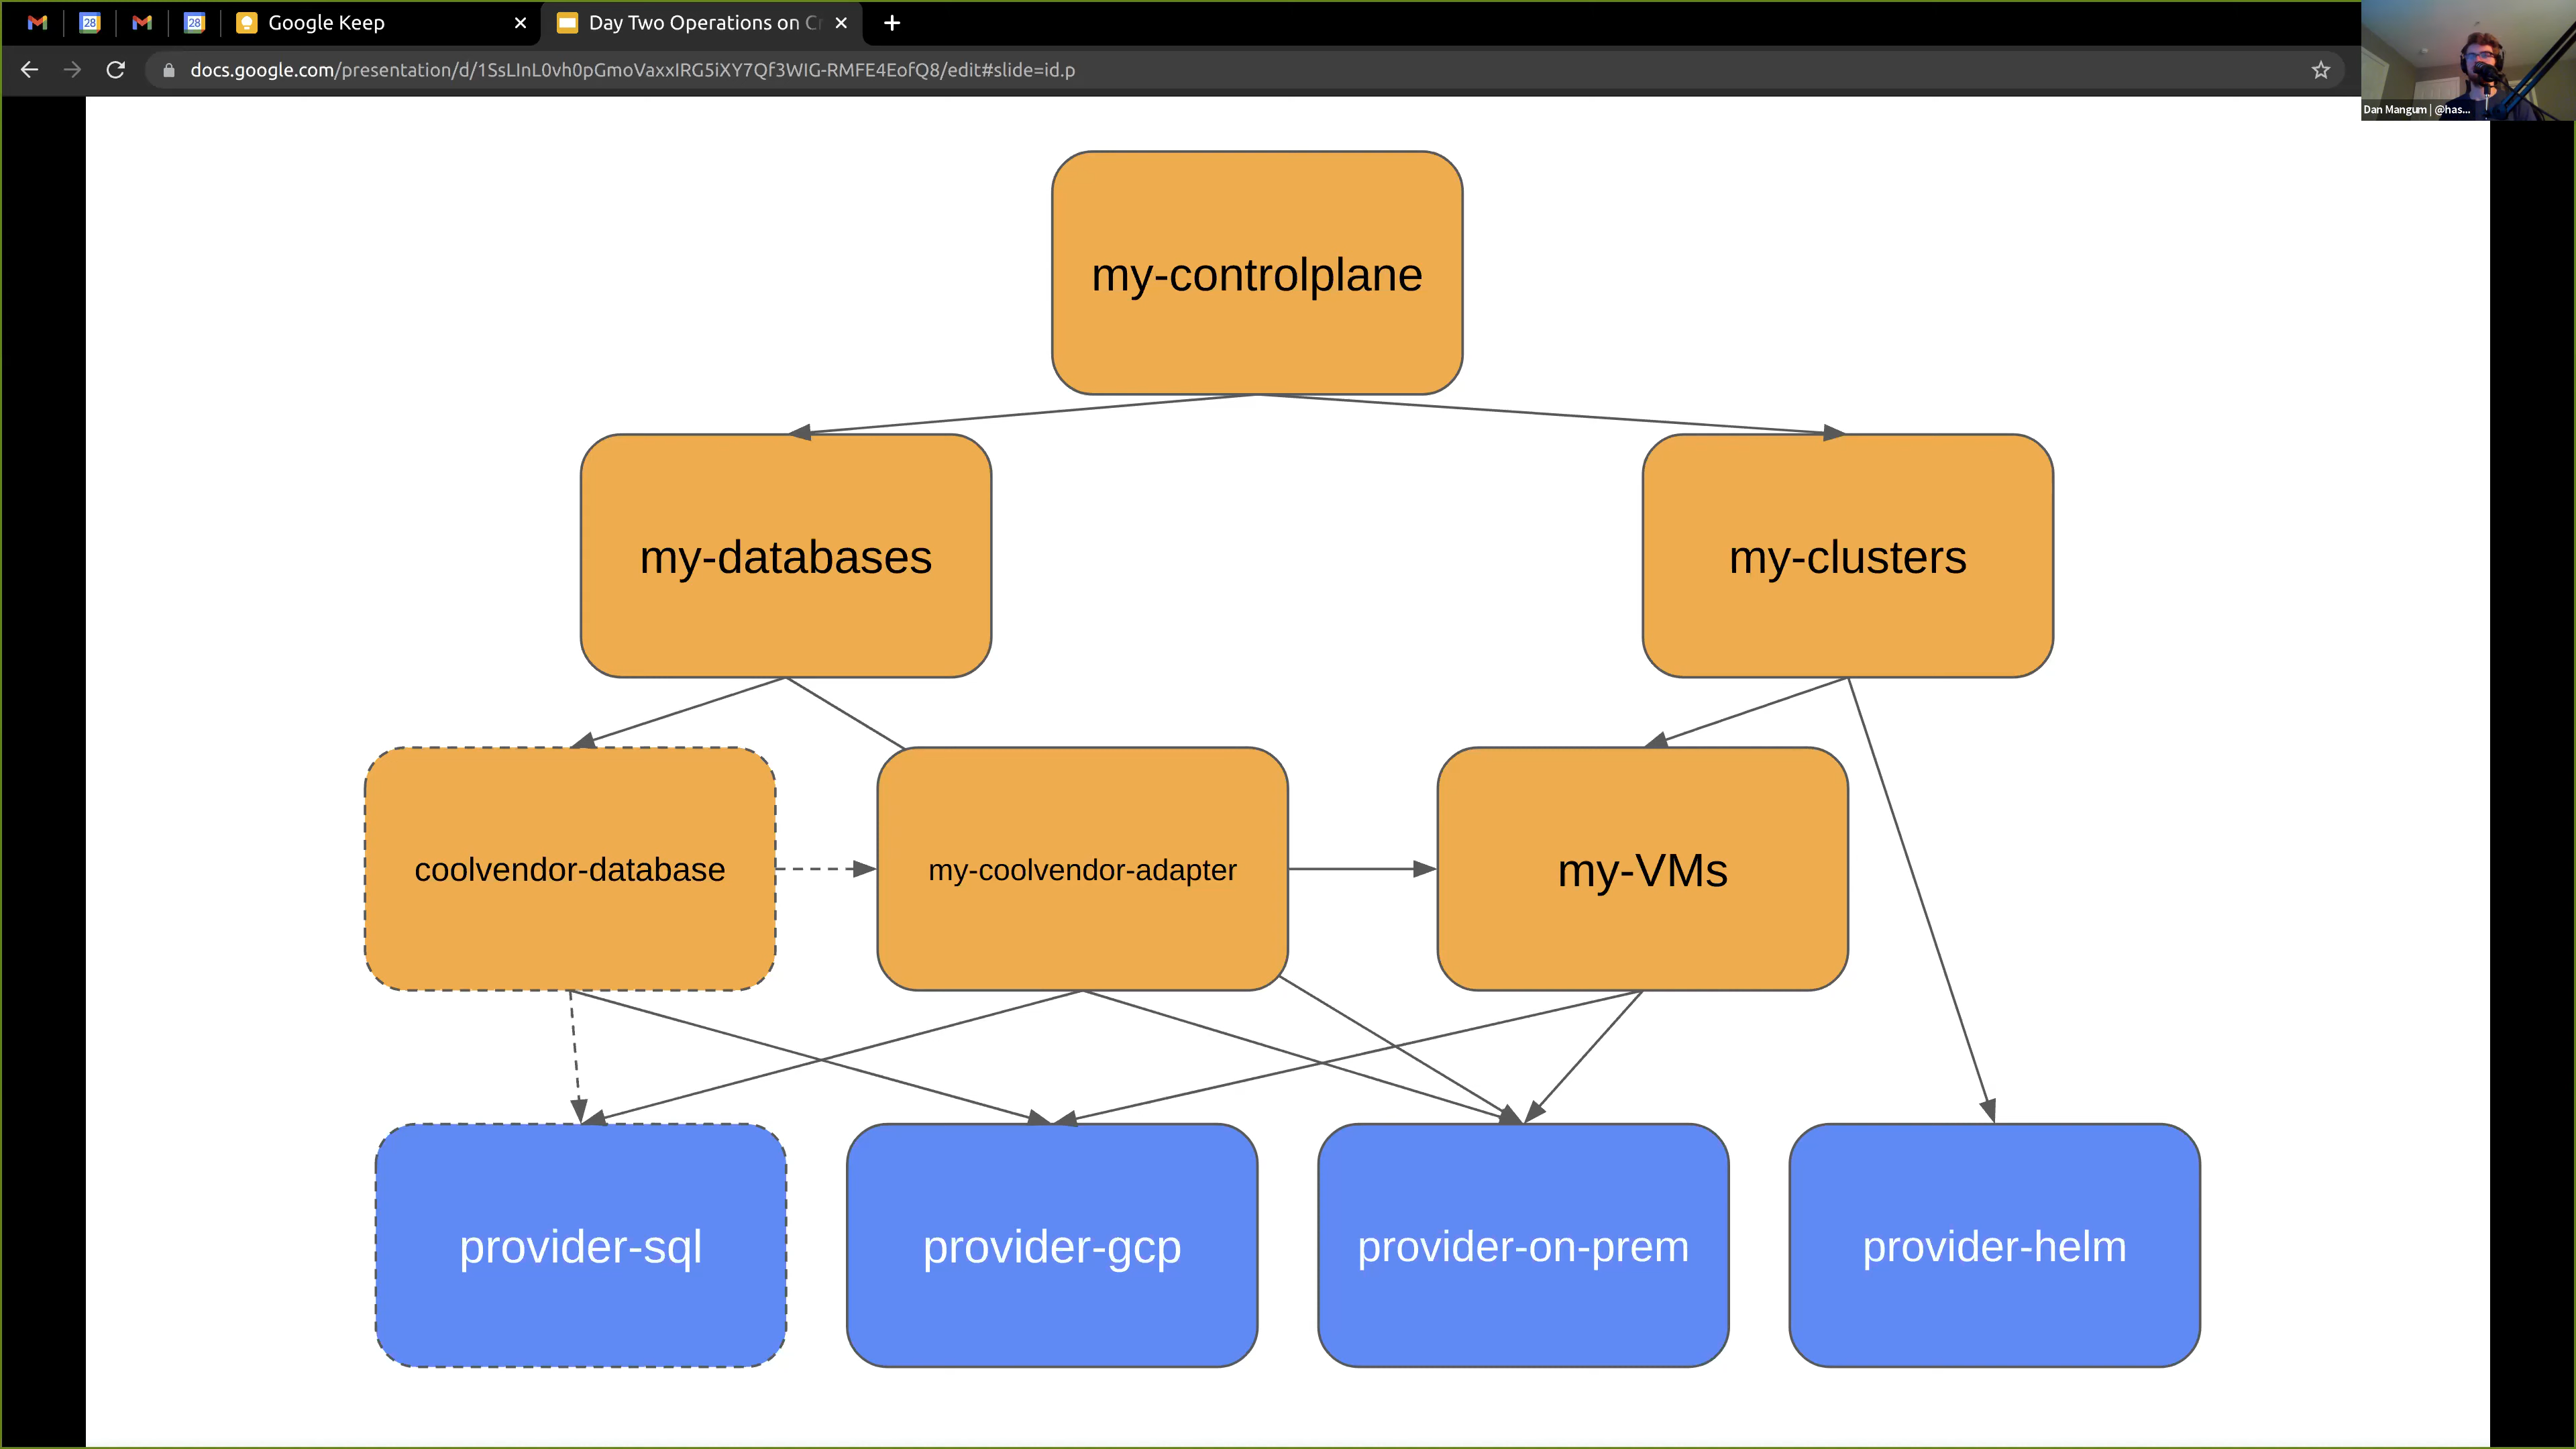 28
28
Google Keep
Day Two Operations on Cr
docs.google.com/presentation/d/1SsLInL0vh0pGmoVaxxIRG5iXY7Qf3WIG-RMFE4EofQ8/edit#slide=id.p
Dan Mangum | @has...
my-controlplane
my-databases
my-clusters
coolvendor-database
my-coolvendor-adapter
my-VMs
provider-sql
provider-gcp
provider-on-prem
provider-helm